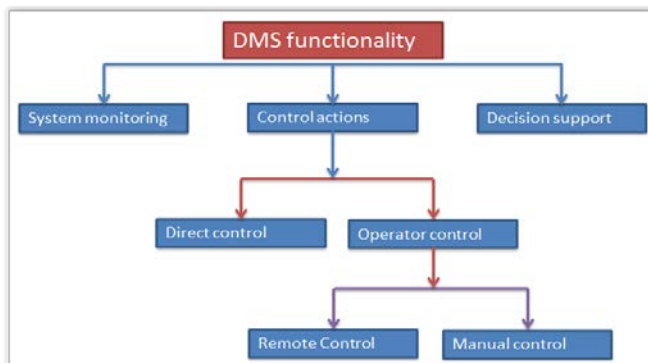 DMS functionality
System monitoring
Control actions
Decision support
Direct control
Operator control
Remote Control
Manual control